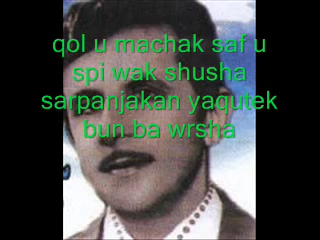 qol u machak saf u
spi wak shusha
sarpanjakan yaqutek
bun ba wrsha